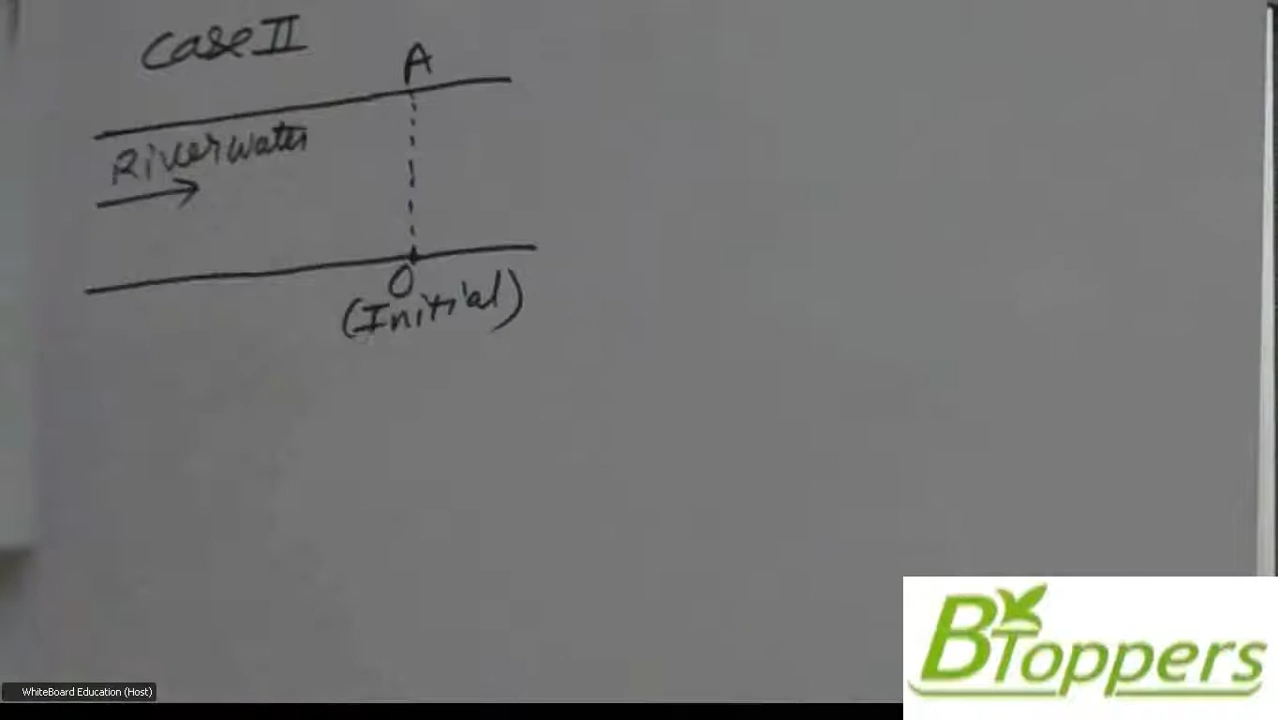 Case II
A
River water
O
(Initial)
WhiteBoard Education (Host)
BToppers